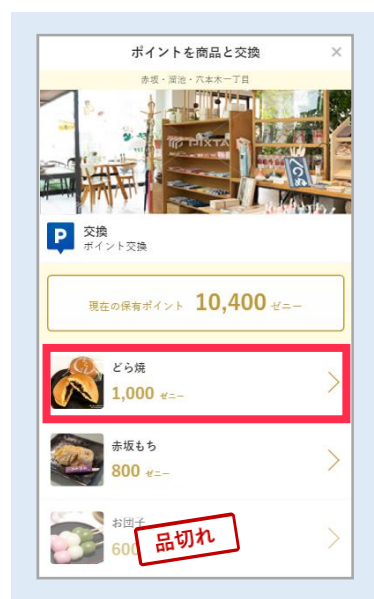 ポイントを商品と交換 ×
赤坂・溜池・六本木一丁目
PIXTA
P 交換
ポイント交換
現在の保有ポイント 10,400 ゼニー
どら焼
1,000 ゼニー
赤坂もち
800 ゼニー
お団子
600
品切れ